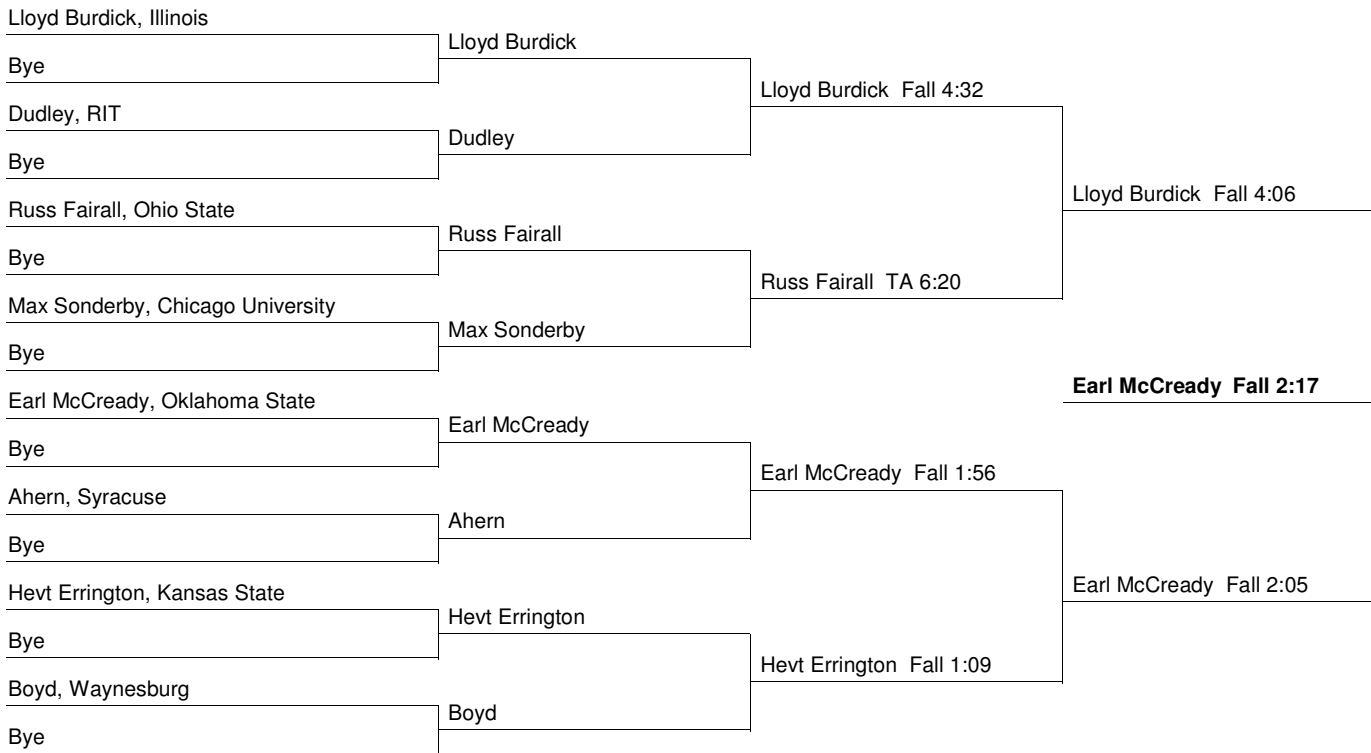 Lloyd Burdick, Illinois
Bye
Dudley, RIT
Bye
Russ Fairall, Ohio State
Bye
Max Sonderby, Chicago University
Bye
Earl McCready, Oklahoma State
Bye
Ahern, Syracuse
Bye
Hevt Errington, Kansas State
Bye
Boyd, Waynesburg
Bye
Lloyd Burdick
Dudley
Russ Fairall
Max Sonderby
Earl McCready
Ahern
Hevt Errington
Boyd
Lloyd Burdick Fall 4:32
Russ Fairall TA 6:20
Earl McCready Fall 1:56
Hevt Errington Fall 1:09
Lloyd Burdick Fall 4:06
Earl McCready Fall 2:17
Earl McCready Fall 2:05